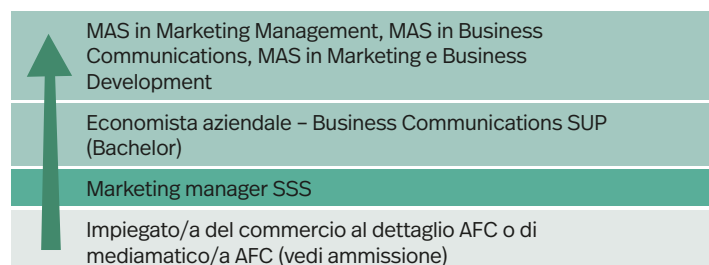 MAS in Marketing Management, MAS in Business
Communications, MAS in Marketing e Business
Development
Economista aziendale – Business Communications SUP
(Bachelor)
Marketing manager SSS
Impiegato/a del commercio al dettaglio AFC o di
mediamatico/a AFC (vedi ammissione)